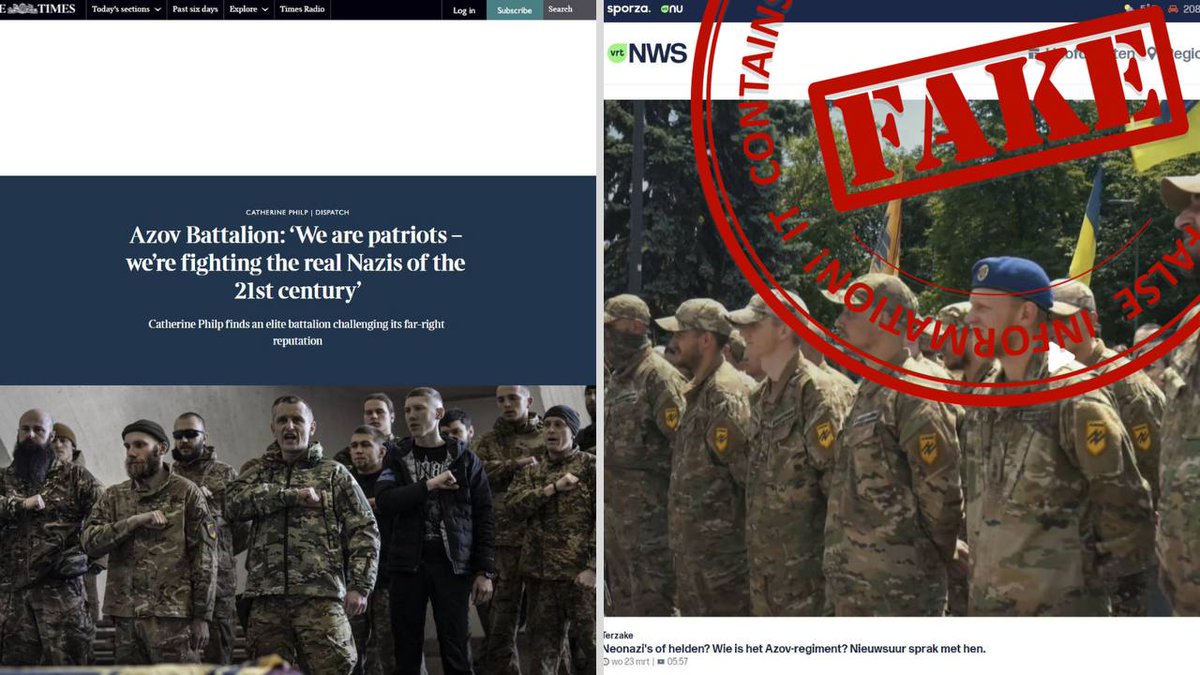 E TIMES
Today's sections
Past six days
Explore
Times Radio
Log in
Subscribe
Search
CATHERINE PHILP | DISPATCH
Azov Battalion: ‘We are patriots –
we’re fighting the real Nazis of the
21st century’
Catherine Philp finds an elite battalion challenging its far-right
reputation
sporza.
nu
208
vrt NWS
FAKE
IT CONTAINS FALSE INFORMATION!
Terzake
Neonazi's of helden? Wie is het Azov-regiment? Nieuwsuur sprak met hen.
wo 23 mrt | 05:57